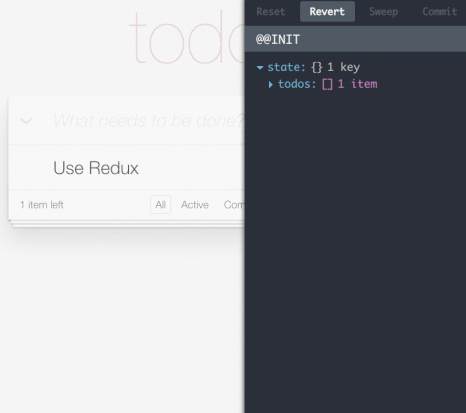 todo
What needs to be done?
Use Redux
1 item left
All Active Com
Reset Revert Sweep Commit
@@INIT
state: {} 1 key
todos: [] 1 item